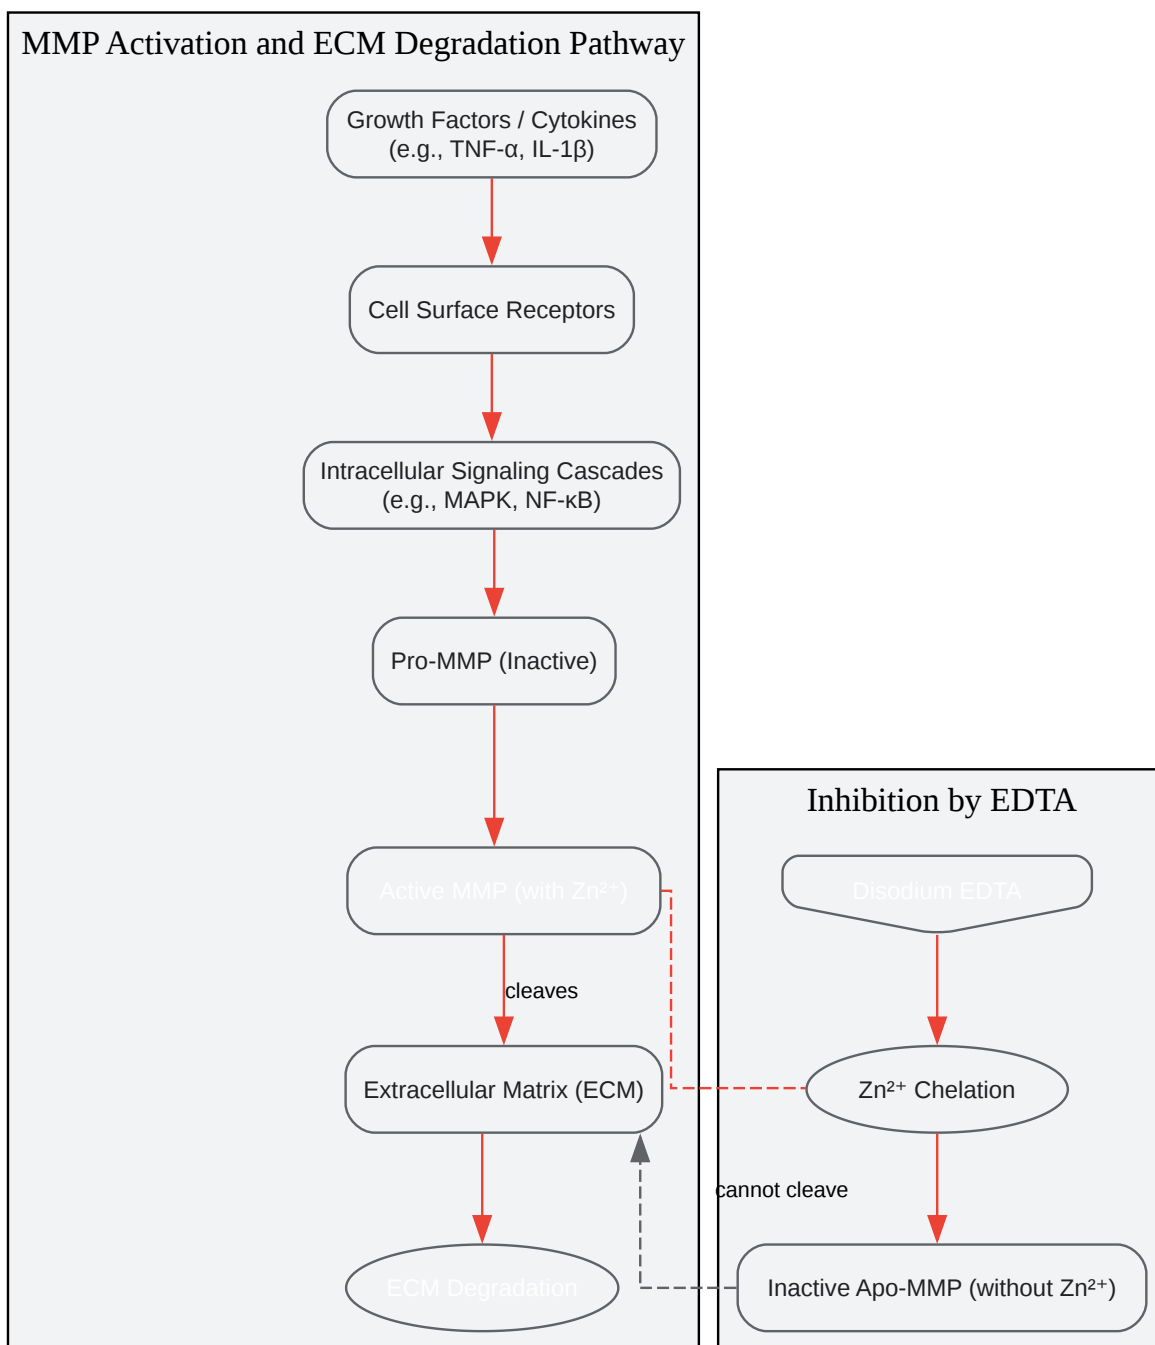 MMP Activation and ECM Degradation Pathway
Growth Factors / Cytokines
(e.g., TNF-α, IL-1β)
Cell Surface Receptors
Intracellular Signaling Cascades
(e.g., MAPK, NF-κB)
Pro-MMP (Inactive)
Inhibition by EDTA
Active MMP (with Zn²⁺)
Disodium EDTA
cleaves
Extracellular Matrix (ECM)
Zn²⁺ Chelation
cannot cleave
ECM Degradation
Inactive Apo-MMP (without Zn²⁺)